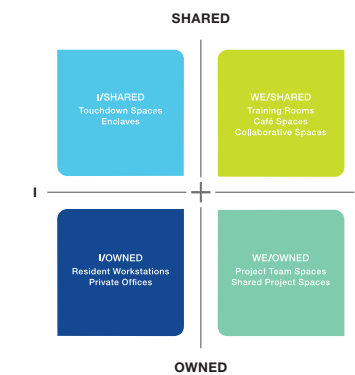 SHARED
I/SHARED
Touchdown Spaces
Enclaves
WE/SHARED
Training Rooms
Café Spaces
Collaborative Spaces
I
I/OWNED
Resident Workstations
Private Offices
WE/OWNED
Project Team Spaces
Shared Project Spaces
OWNED